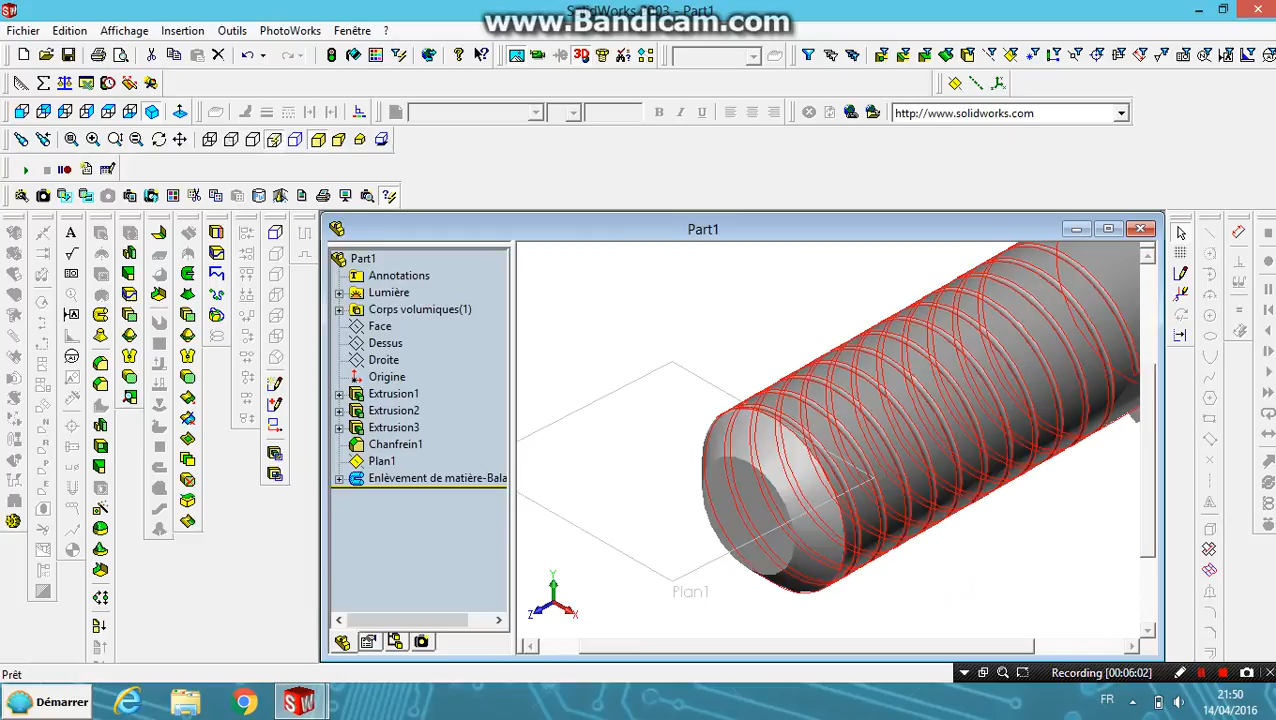 SolidWorks 2003 - Part1
www.Bandicam.com
Fichier Edition Affichage Insertion Outils PhotoWorks Fenêtre ?
http://www.solidworks.com
Part1
Part1
Annotations
Lumière
Corps volumiques(1)
Face
Dessus
Droite
Origine
Extrusion1
Extrusion2
Extrusion3
Chanfrein1
Plan1
Enlèvement de matière-Bala
Plan1
Y
Z
X
Prêt
Recording [00:06:02]
Démarrer
FR
21:50
14/04/2016